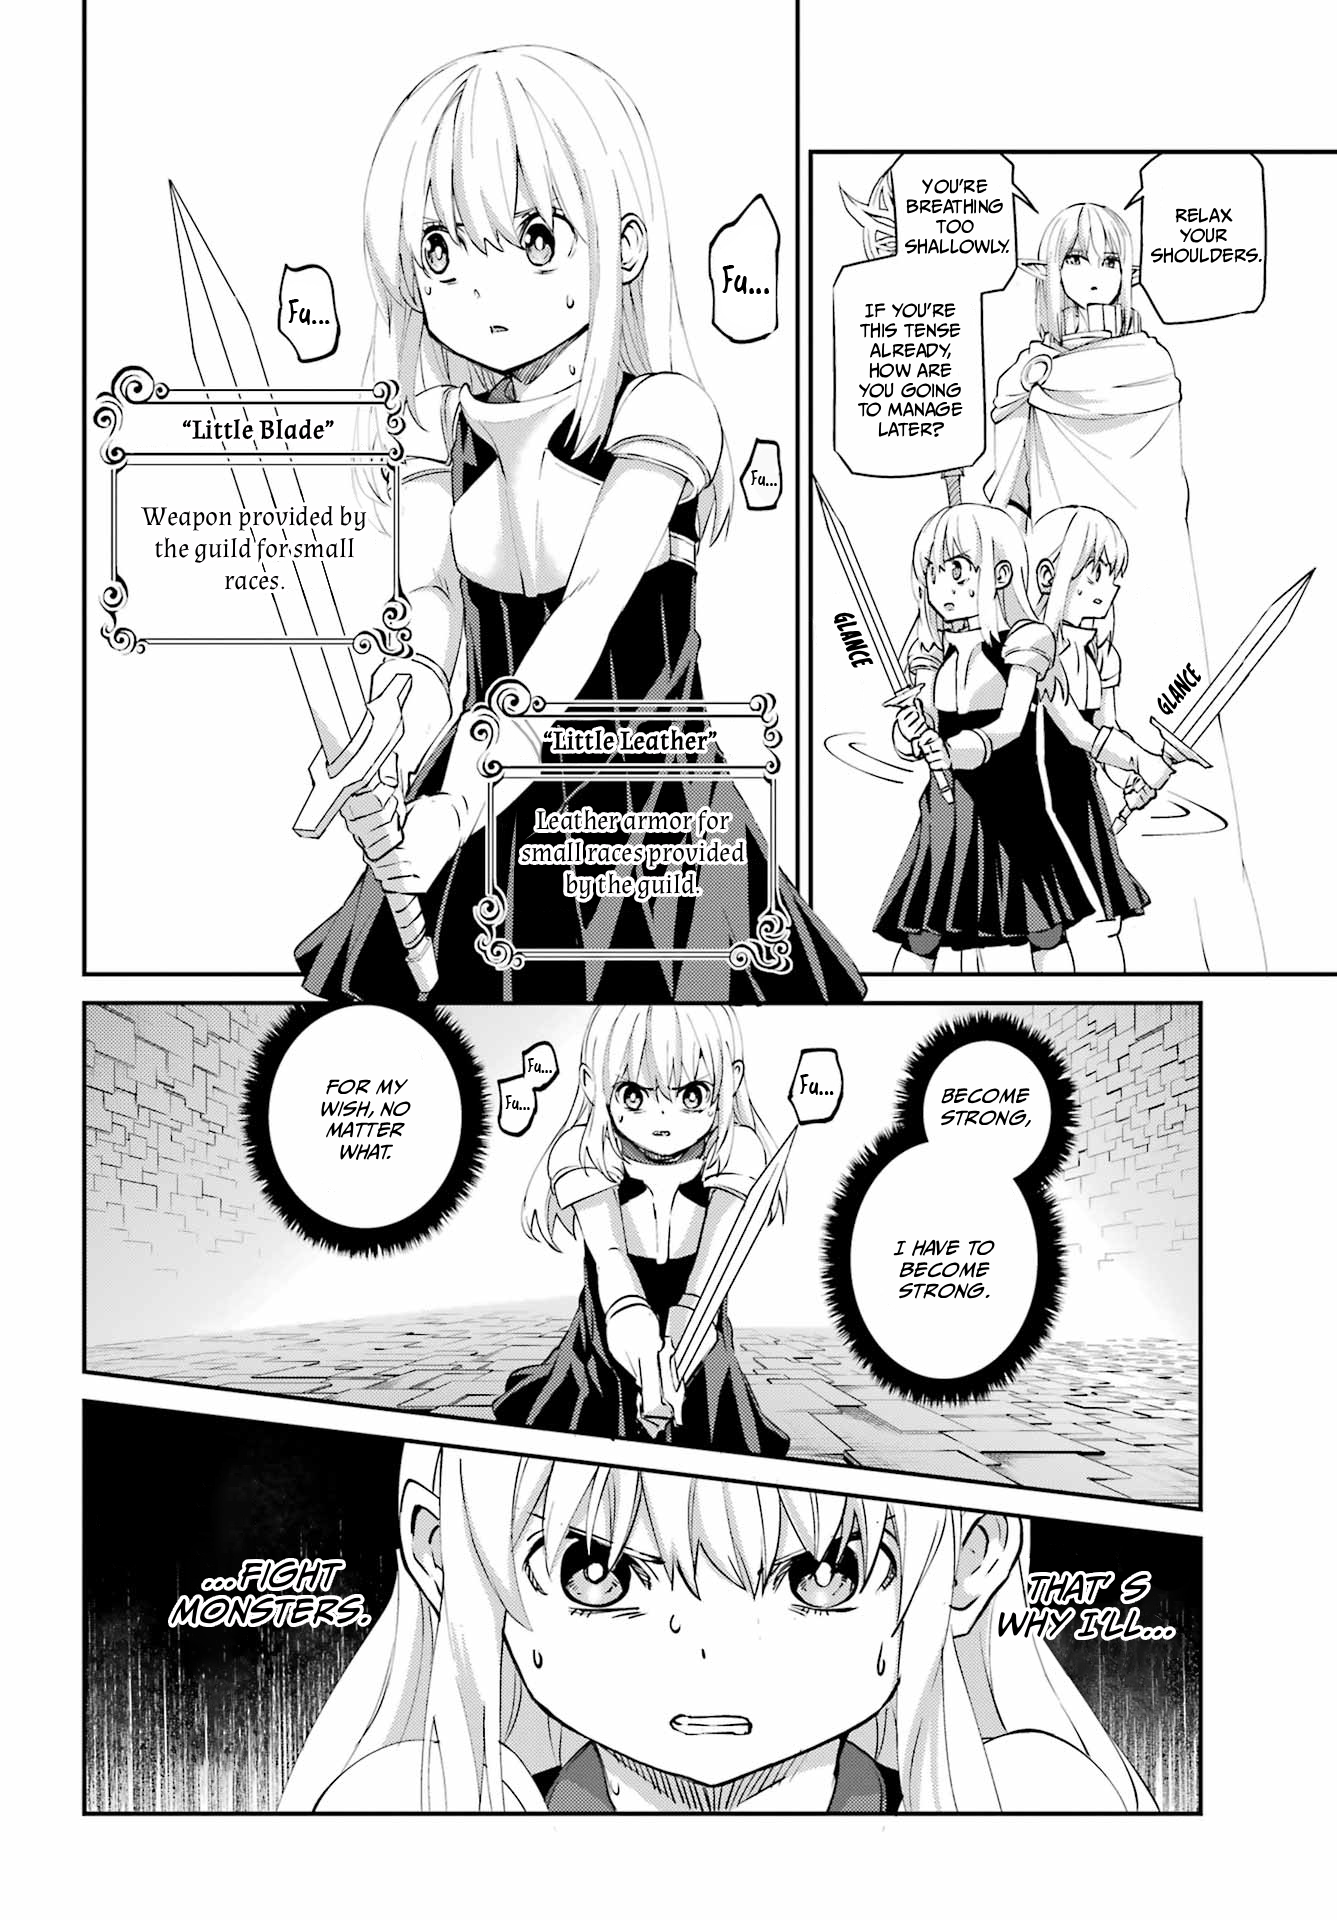 RELAX
YOUR
SHOULDERS.
YOU'RE
BREATHING
TOO
SHALLOWLY.
IF YOU'RE
THIS TENSE
ALREADY,
HOW ARE
YOU GOING
TO MANAGE
LATER?
GLANCE
GLANCE
Fu...
Fu...
Fu...
"Little Blade"
Weapon provided by
the guild for small
races.
"Little Leather"
Leather armor for
small races provided
by the guild.
BECOME
STRONG,
I HAVE TO
BECOME
STRONG.
Fu...
Fu...
Fu...
FOR MY
WISH, NO
MATTER
WHAT.
THAT'S
WHY I'LL...
...FIGHT
MONSTERS.